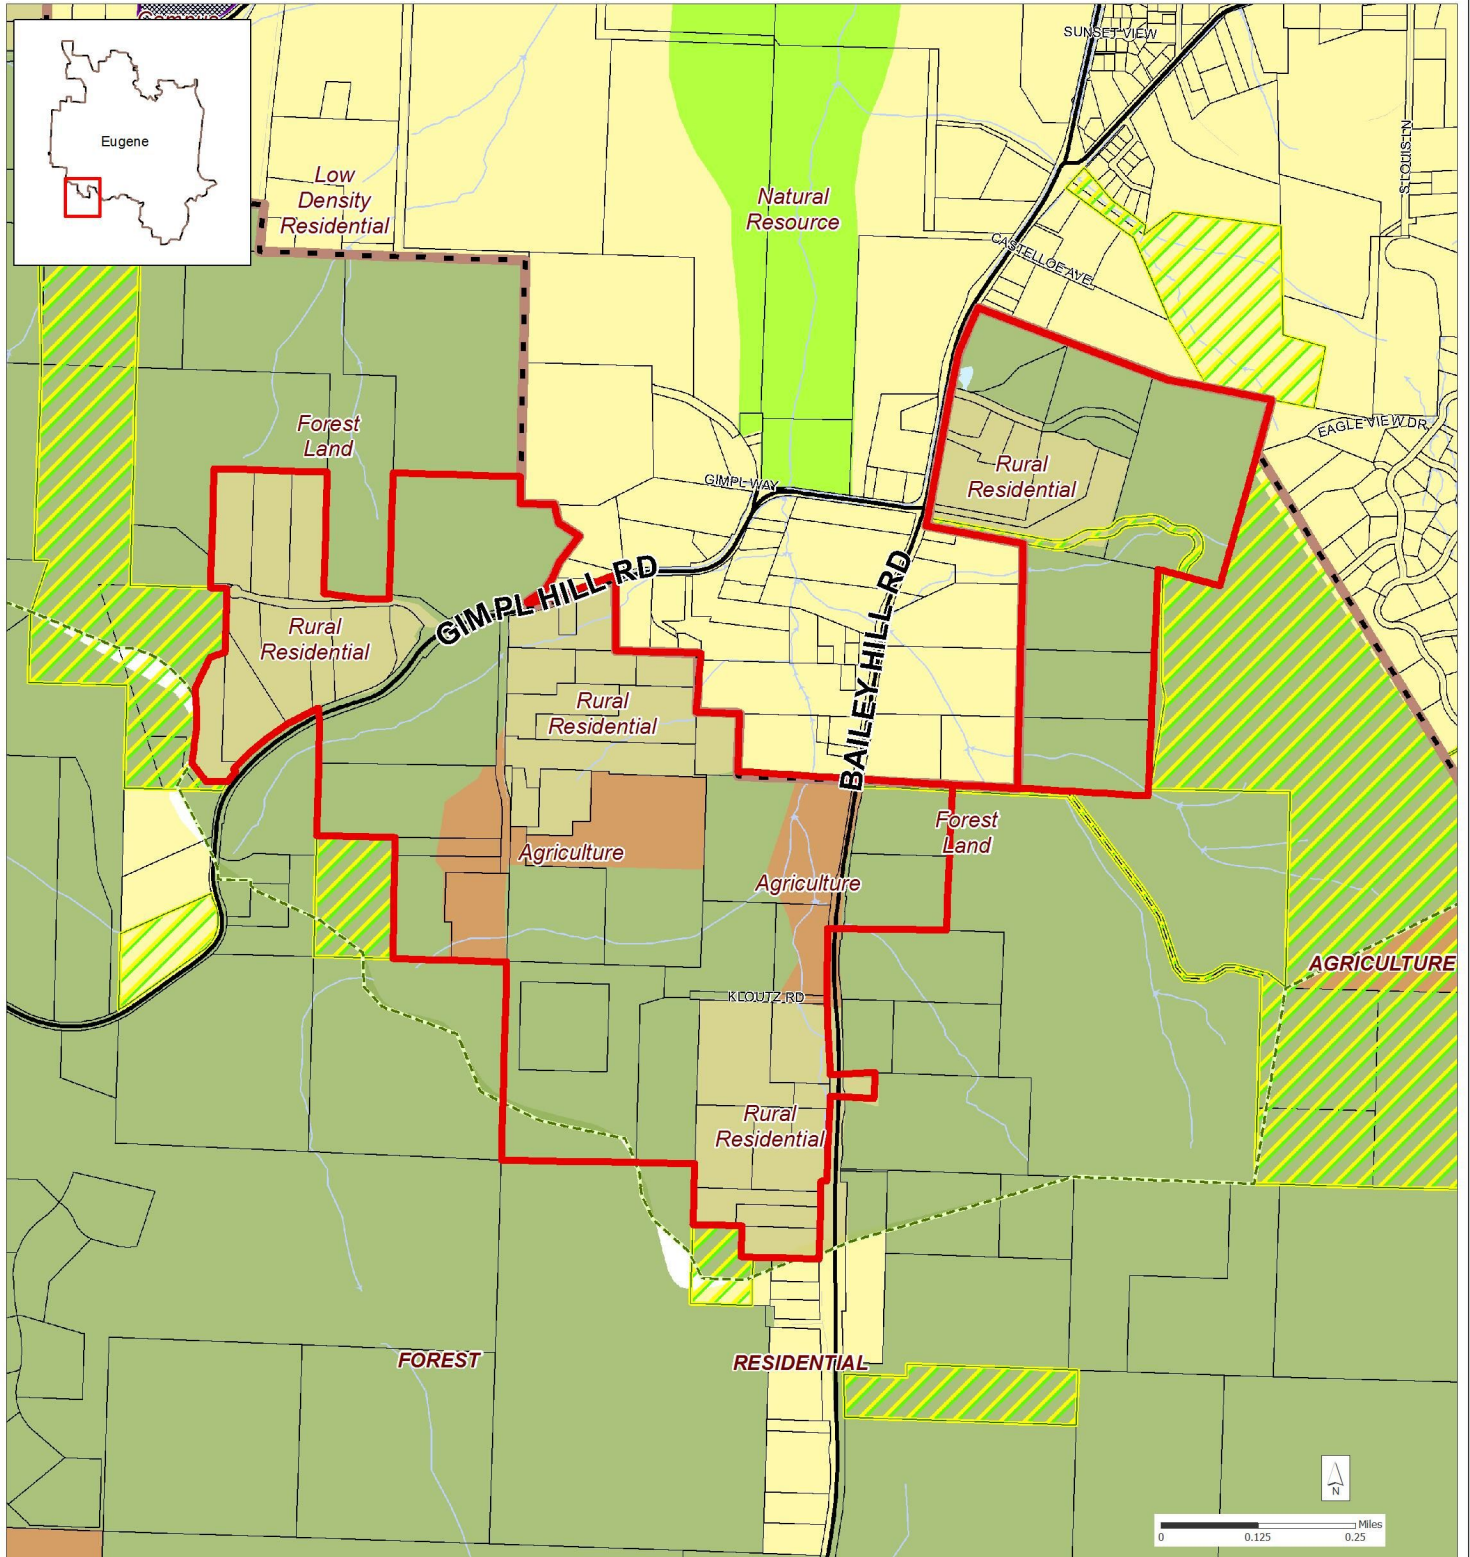 Campus
SUNSET VIEW
Eugene
S LOUIS LN
Low
Density
Residential
Natural
Resource
CASTELLOE AVE
Forest
Land
EAGLE VIEW DR
Rural
Residential
GIMPL WAY
GIMPL HILL RD
BAILEY HILL RD
Rural
Residential
Rural
Residential
Forest
Land
Agriculture
Agriculture
AGRICULTURE
KLOUTZ RD
Rural
Residential
FOREST
RESIDENTIAL
N
Miles
0 0.125 0.25